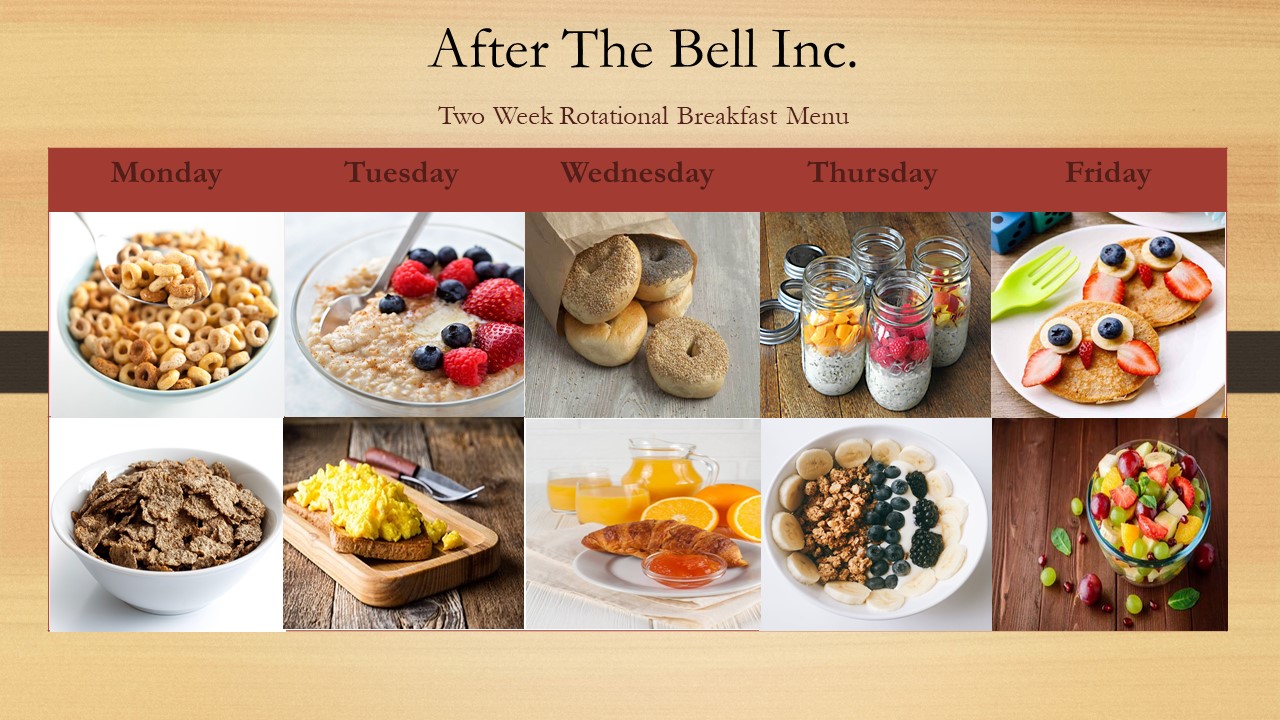 After The Bell Inc.
Two Week Rotational Breakfast Menu
Monday Tuesday Wednesday Thursday Friday